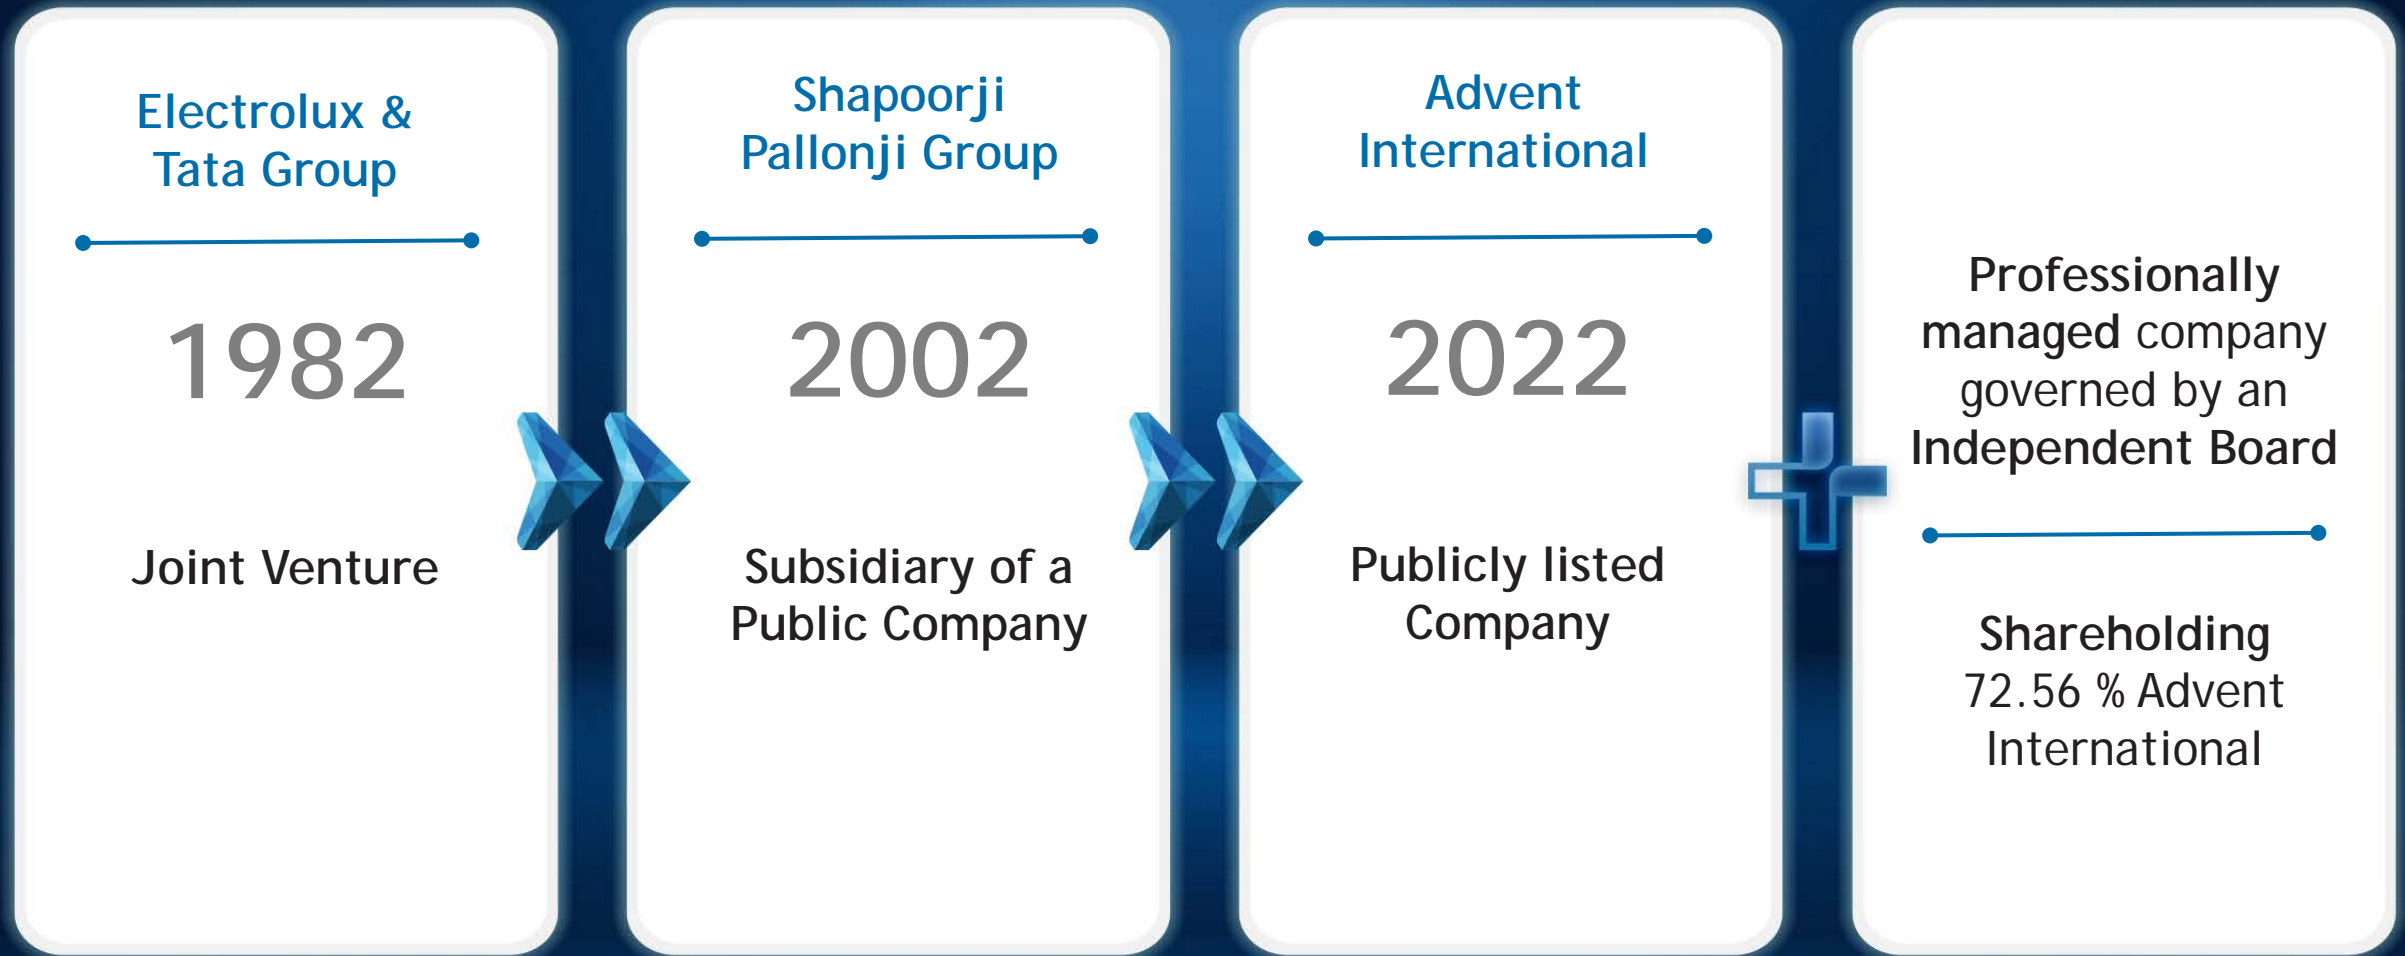 Electrolux &
Tata Group
1982
Joint Venture
Shapoorji
Pallonji Group
2002
Subsidiary of a
Public Company
Advent
International
2022
Publicly listed
Company
Professionally
managed company
governed by an
Independent Board
Shareholding
72.56 % Advent
International